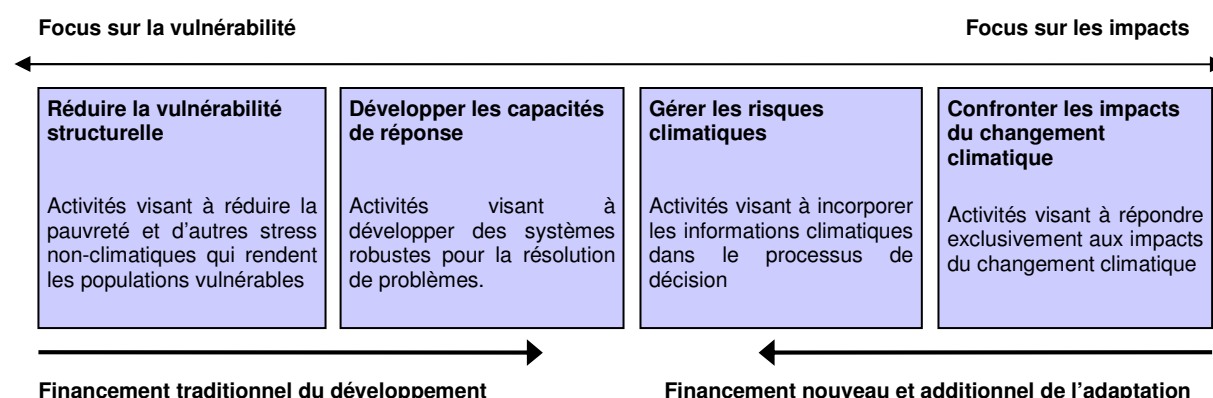 Focus sur la vulnérabilité
Focus sur les impacts
Réduire la vulnérabilité
structurelle
Activités visant à réduire la
pauvreté et d'autres stress
non-climatiques qui rendent
les populations vulnérables
Développer les capacités
de réponse
Activités visant à
développer des systèmes
robustes pour la résolution
de problèmes.
Gérer les risques
climatiques
Activités visant à incorporer
les informations climatiques
dans le processus de
décision
Confronter les impacts
du changement
climatique
Activités visant à répondre
exclusivement aux impacts
du changement climatique
Financement traditionnel du développement
Financement nouveau et additionnel de l'adaptation